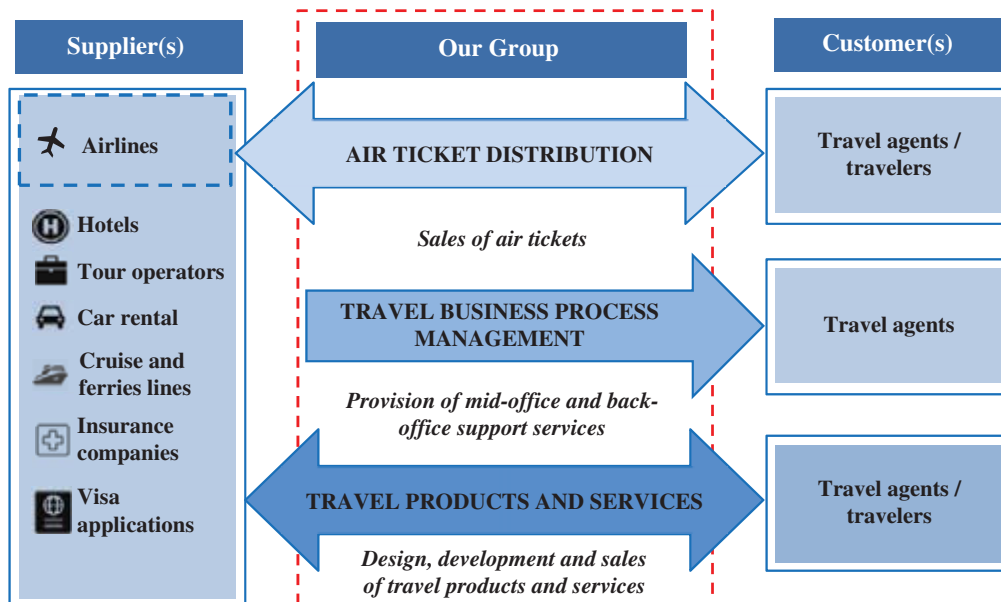 Supplier(s)
Our Group
Customer(s)
Airlines
Hotels
Tour operators
Car rental
Cruise and
ferries lines
Insurance
companies
Visa
applications
AIR TICKET DISTRIBUTION
Sales of air tickets
TRAVEL BUSINESS PROCESS
MANAGEMENT
Provision of mid-office and back-
office support services
TRAVEL PRODUCTS AND SERVICES
Design, development and sales
of travel products and services
Travel agents /
travelers
Travel agents
Travel agents /
travelers